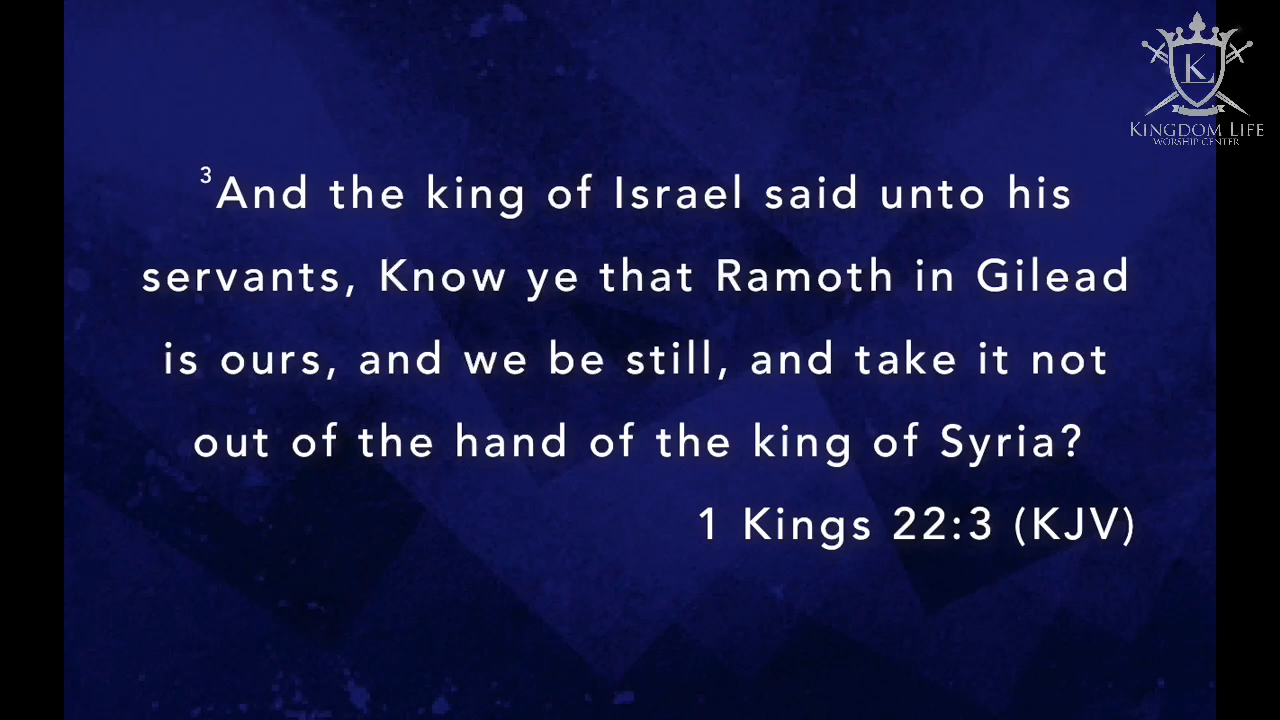 KL
KINGDOM LIFE
WORSHIP CENTER
3And the king of Israel said unto his
servants, Know ye that Ramoth in Gilead
is ours, and we be still, and take it not
out of the hand of the king of Syria?
1 Kings 22:3 (KJV)